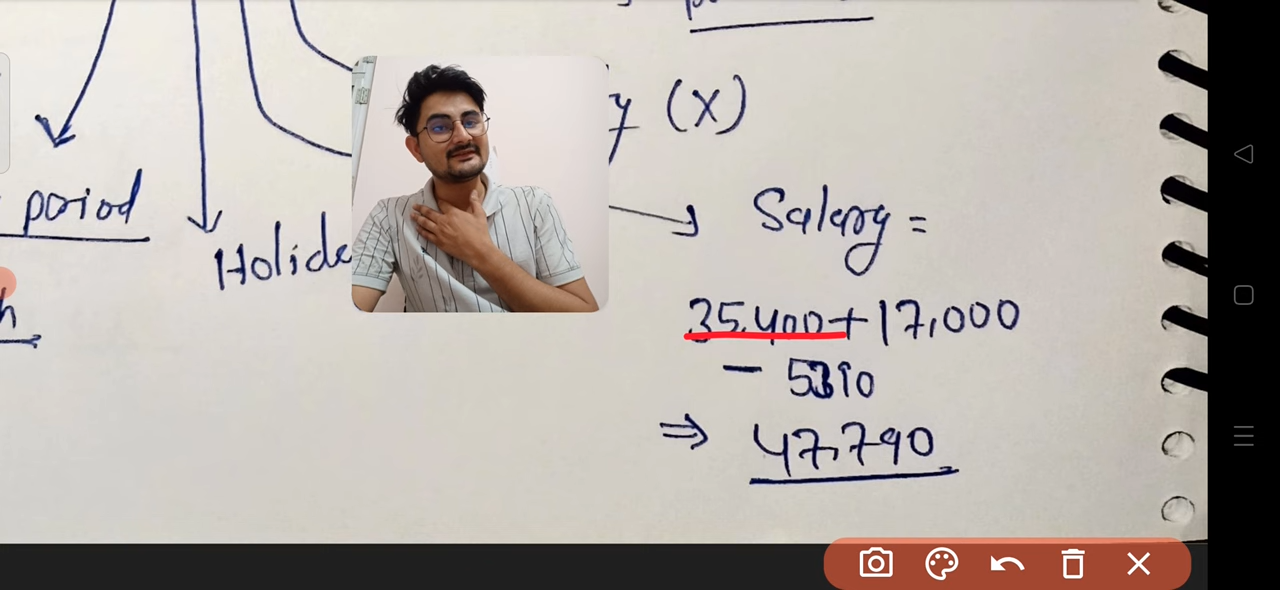 y (X)
period
Holide
Salary =
35,400 + 17,000
- 5310
⇒ 47,790